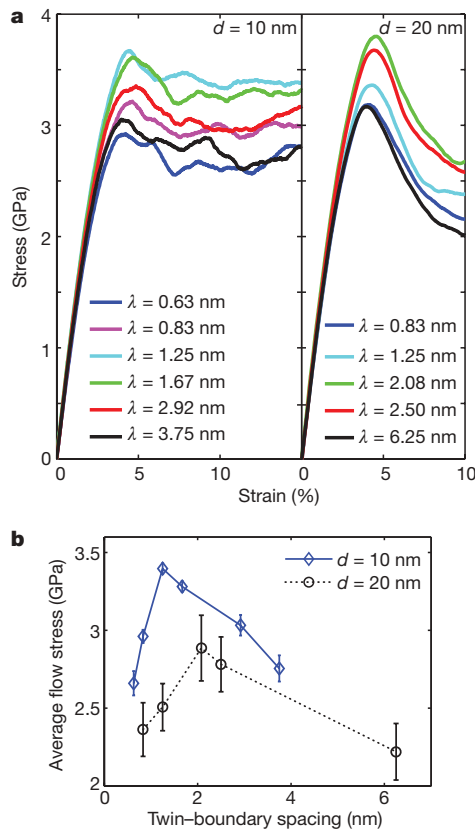 a
d = 10 nm
d = 20 nm
4
3
2
1
0
Stress (GPa)
λ = 0.63 nm
λ = 0.83 nm
λ = 1.25 nm
λ = 1.67 nm
λ = 2.92 nm
λ = 3.75 nm
λ = 0.83 nm
λ = 1.25 nm
λ = 2.08 nm
λ = 2.50 nm
λ = 6.25 nm
0 5 10 0 5 10
Strain (%)
b
d = 10 nm
d = 20 nm
3.5
3
2.5
2
Average flow stress (GPa)
0 2 4 6
Twin–boundary spacing (nm)